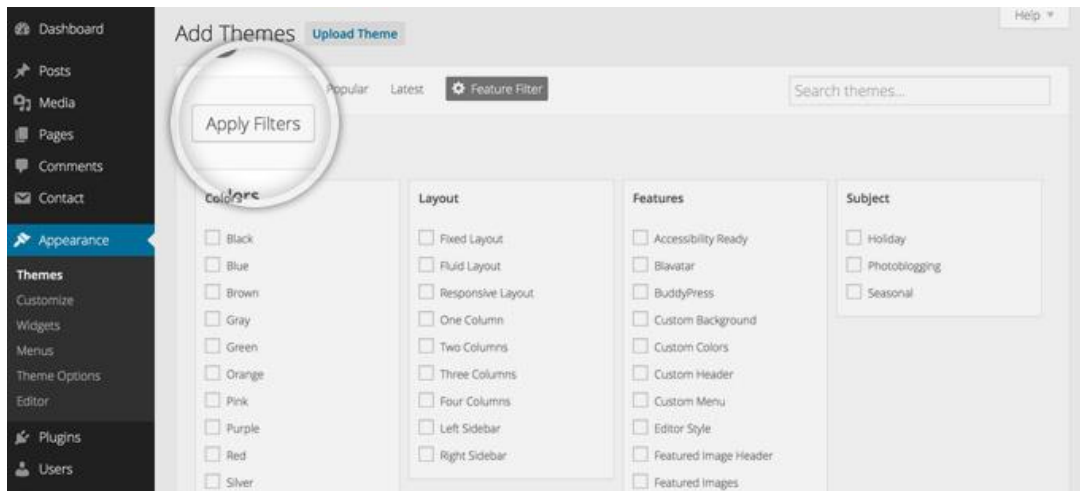 Dashboard
Posts
Media
Pages
Comments
Contact
Appearance
Themes
Customize
Widgets
Menus
Theme Options
Editor
Plugins
Users
Help
Add Themes Upload Theme
Popular Latest Feature Filter Search themes...
Apply Filters
Colors
Black
Blue
Brown
Gray
Green
Orange
Pink
Purple
Red
Silver
Layout
Fixed Layout
Fluid Layout
Responsive Layout
One Column
Two Columns
Three Columns
Four Columns
Left Sidebar
Right Sidebar
Features
Accessibility Ready
Blavatar
BuddyPress
Custom Background
Custom Colors
Custom Header
Custom Menu
Editor Style
Featured Image Header
Featured Images
Subject
Holiday
Photoblogging
Seasonal